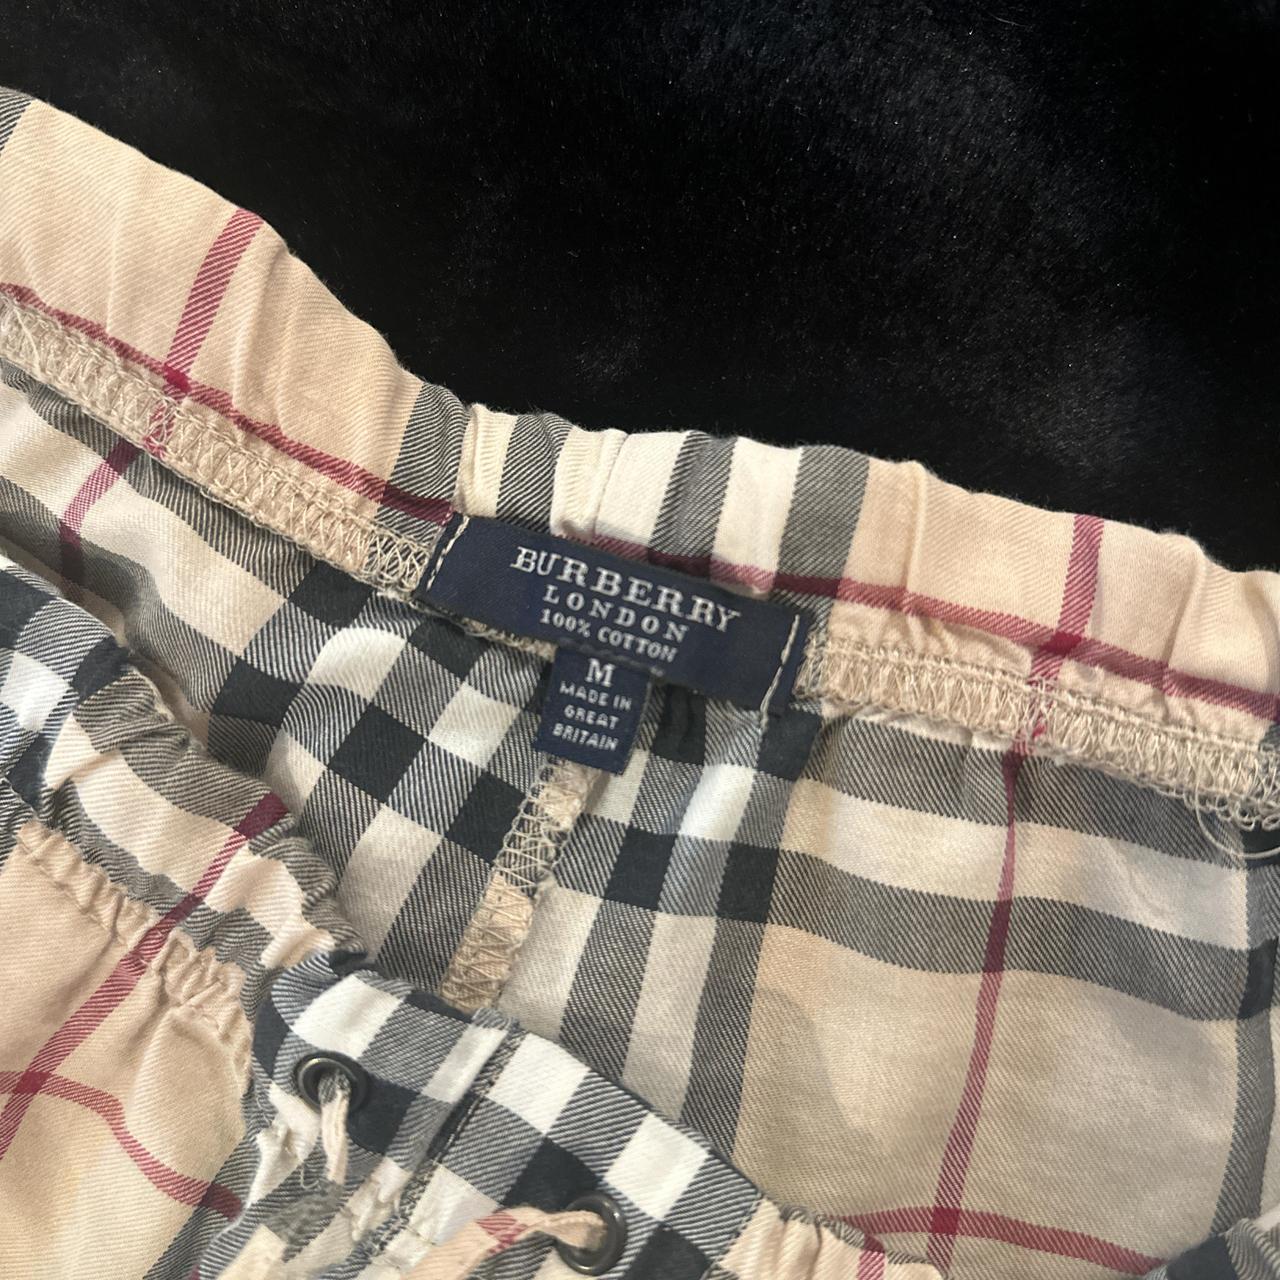 BURBERRY
LONDON
100% COTTON
M
MADE IN
GREAT
BRITAIN